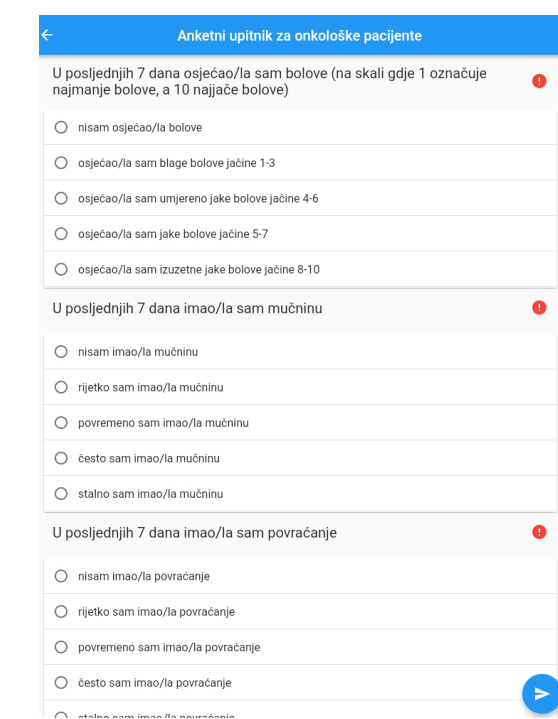 Anketni upitnik za onkološke pacijente
U posljednjih 7 dana osjećao/la sam bolove (na skali gdje 1 označuje
najmanje bolove, a 10 najjače bolove)
nisam osjećao/la bolove
osjećao/la sam blage bolove jačine 1-3
osjećao/la sam umjereno jake bolove jačine 4-6
osjećao/la sam jake bolove jačine 5-7
osjećao/la sam izuzetne jake bolove jačine 8-10
U posljednjih 7 dana imao/la sam mučninu
nisam imao/la mučninu
rijetko sam imao/la mučninu
povremeno sam imao/la mučninu
često sam imao/la mučninu
stalno sam imao/la mučninu
U posljednjih 7 dana imao/la sam povraćanje
nisam imao/la povraćanje
rijetko sam imao/la povraćanje
povremeno sam imao/la povraćanje
često sam imao/la povraćanje
stalno sam imao/la povraćanje